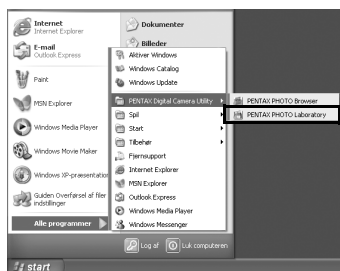 Internet
Internet Explorer
E-mail
Outlook Express
Paint
MSN Explorer
Windows Media Player
Windows Movie Maker
Windows XP-præsentation
Guiden Overførsel af filer
indstillinger
Alle programmer
Dokumenter
Billeder
Aktiver Windows
Windows Catalog
Windows Update
PENTAX Digital Camera Utility
Spil
Start
Tilbehør
Fjernsupport
Internet Explorer
MSN Explorer
Outlook Express
Windows Media Player
Windows Messenger
PENTAX PHOTO Browser
PENTAX PHOTO Laboratory
Log af
Luk computeren
start